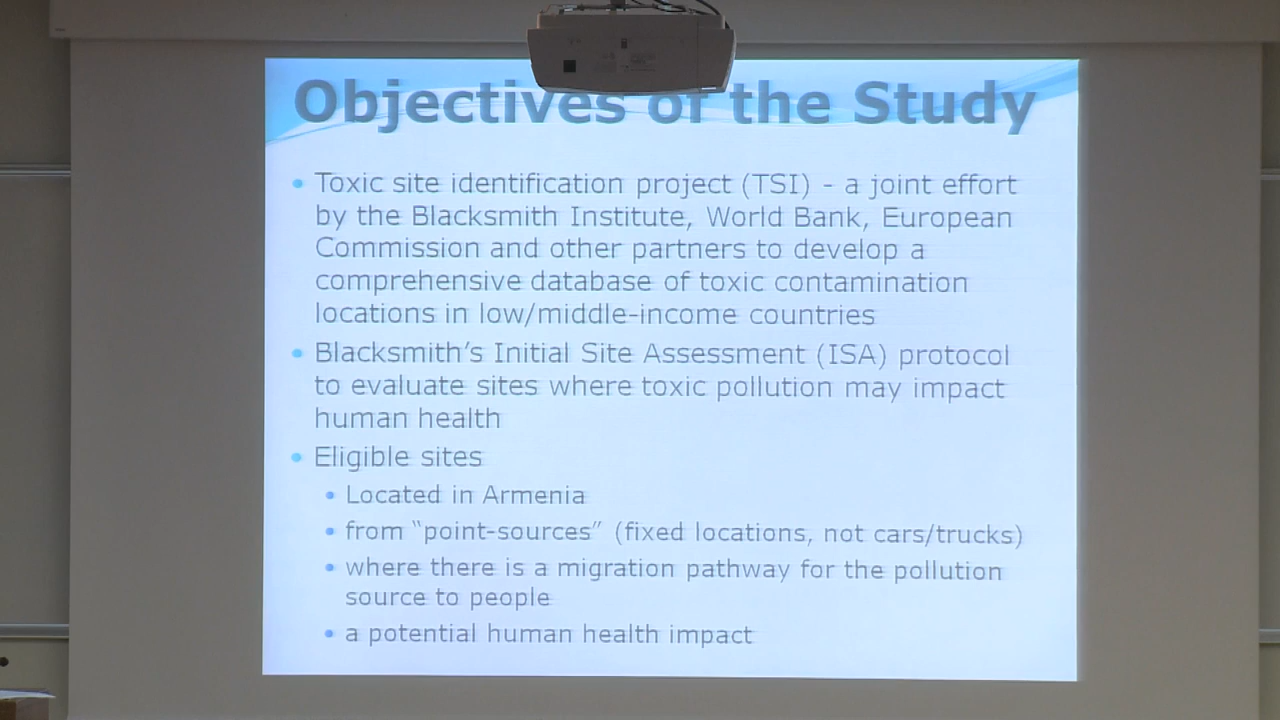 Objectives of the Study
• Toxic site identification project (TSI) - a joint effort
by the Blacksmith Institute, World Bank, European
Commission and other partners to develop a
comprehensive database of toxic contamination
locations in low/middle-income countries
• Blacksmith's Initial Site Assessment (ISA) protocol
to evaluate sites where toxic pollution may impact
human health
• Eligible sites
• Located in Armenia
• from “point-sources” (fixed locations, not cars/trucks)
• where there is a migration pathway for the pollution
source to people
• a potential human health impact